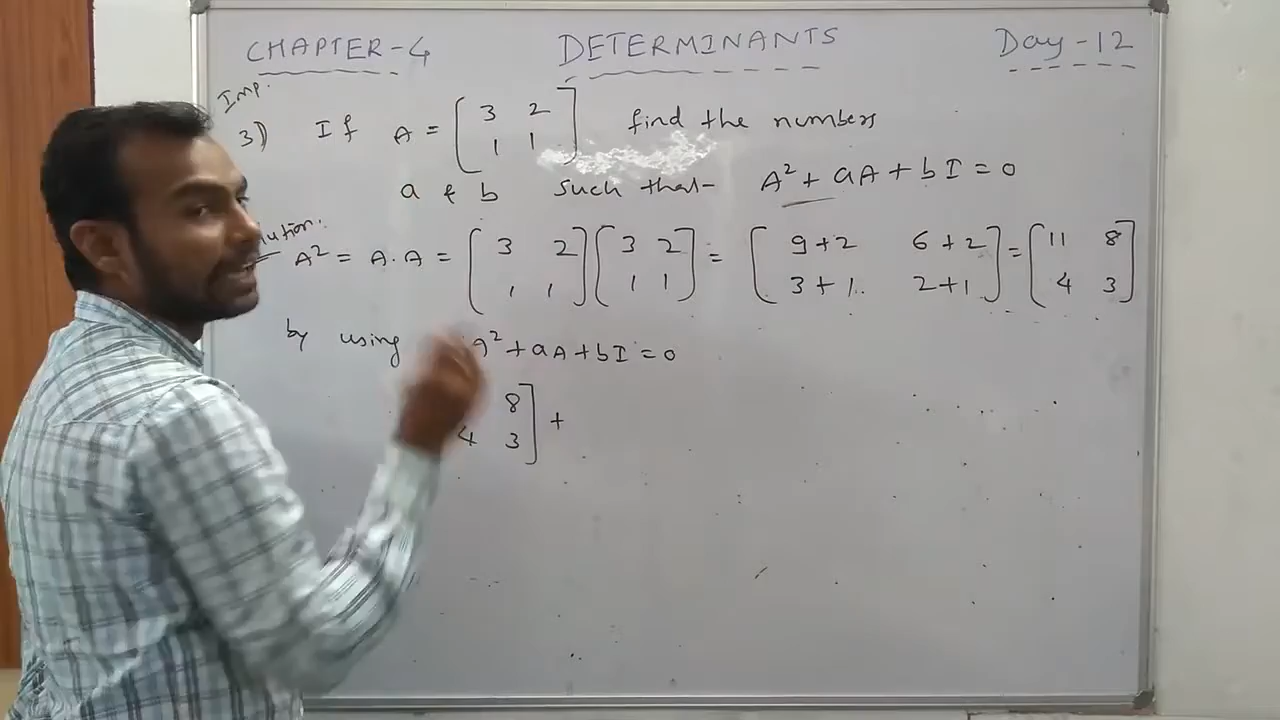 CHAPTER-4 DETERMINANTS Day-12
Imp.
3) If A = [3 2 find the numbers
1 1]
a & b such that- A² + aA + bI = 0
lution.
A² = A.A = [3 2 [3 2 = [9+2 6+2 = [11 8
1 1] 1 1] 3+1. 2+1] 4 3]
by using A² + aA + bI = 0
8 +
4 3]